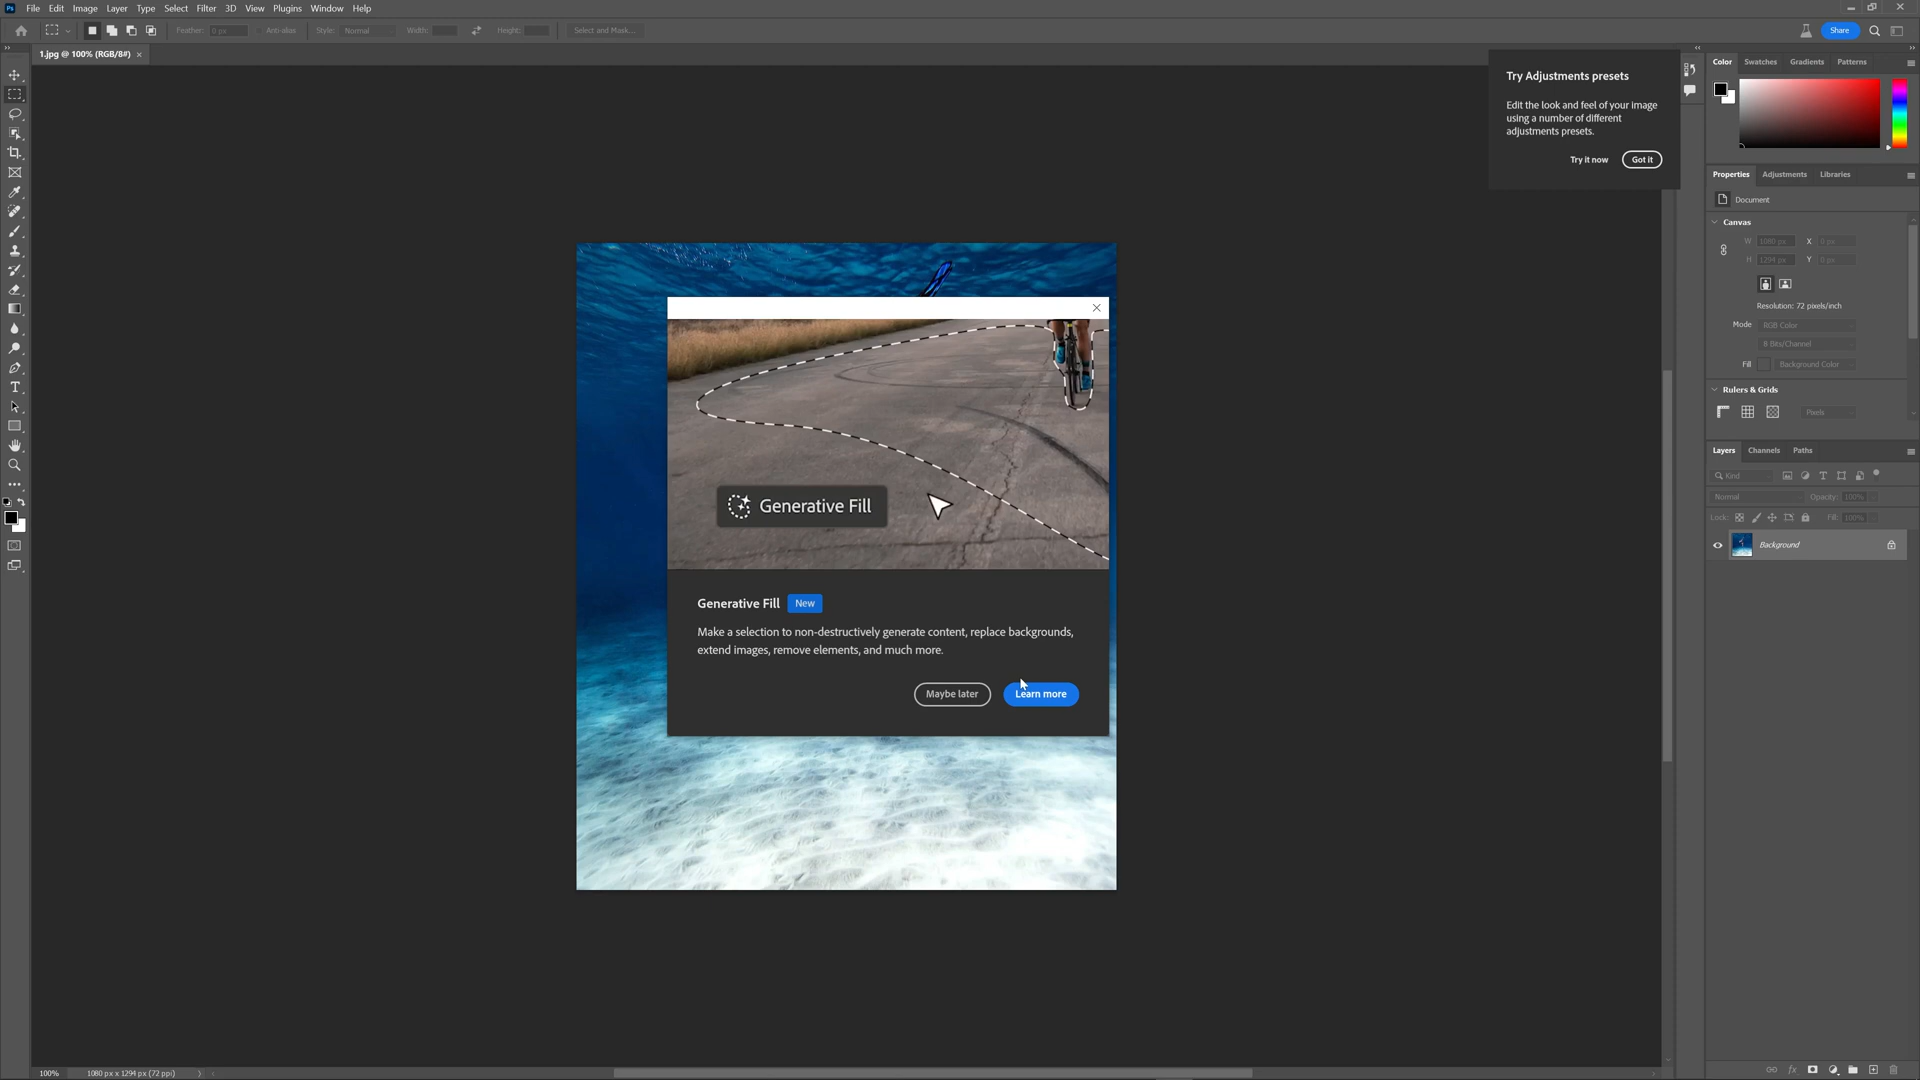 Ps File Edit Image Layer Type Select Filter 3D View Plugins Window Help
Feather: 0 px Anti-alias Style: Normal Width: Height: Select and Mask... Share
1.jpg @ 100% (RGB/8#) ×
Try Adjustments presets
Edit the look and feel of your image
using a number of different
adjustments presets.
Try it now Got it
Color Swatches Gradients Patterns
Properties Adjustments Libraries
Document
Canvas
W 1080 px X 0 px
H 1294 px Y 0 px
Resolution: 72 pixels/inch
Mode RGB Color
8 Bits/Channel
Fill Background Color
Rulers & Grids
Pixels
Layers Channels Paths
Kind
Normal Opacity: 100%
Lock: Fill: 100%
Background
Generative Fill
Generative Fill New
Make a selection to non-destructively generate content, replace backgrounds,
extend images, remove elements, and much more.
Maybe later Learn more
100% 1080 px x 1294 px (72 ppi)